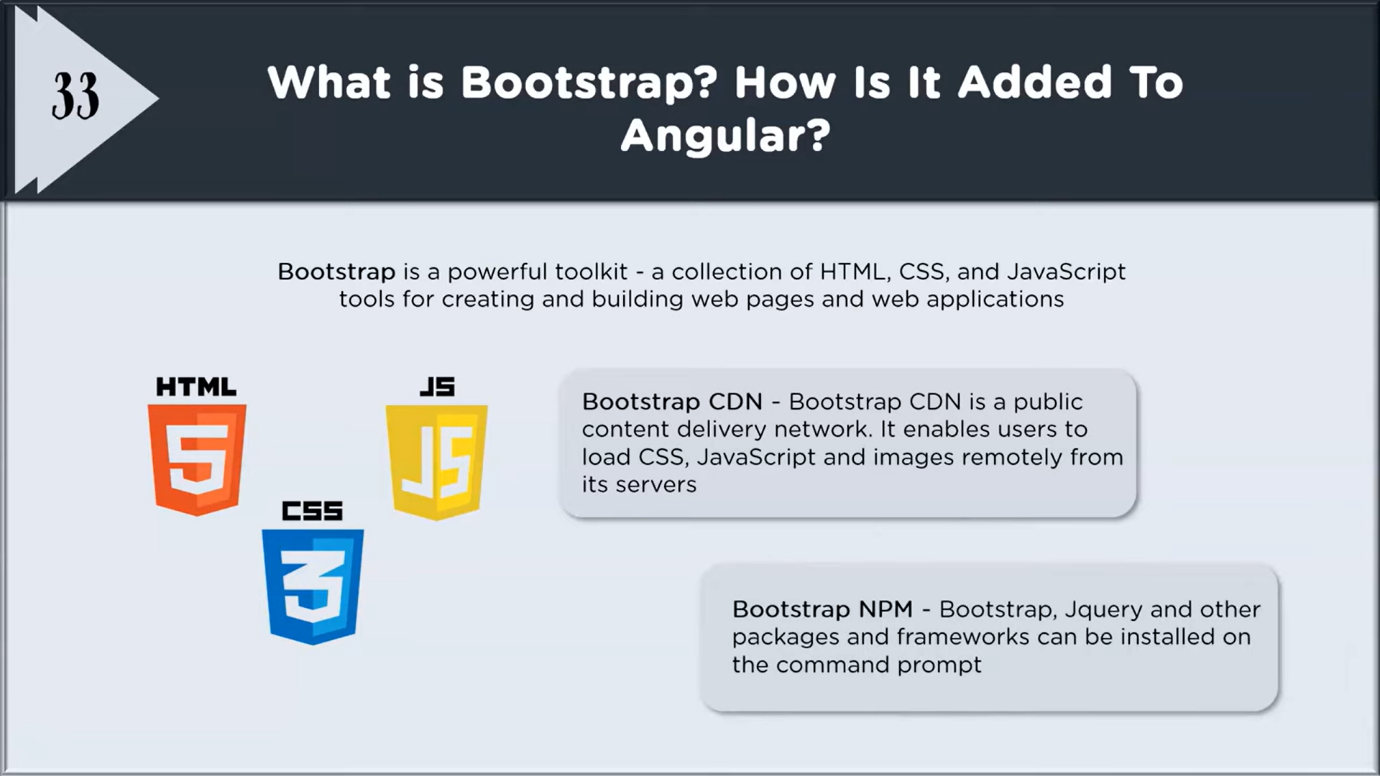 33
What is Bootstrap? How Is It Added To
Angular?
Bootstrap is a powerful toolkit - a collection of HTML, CSS, and JavaScript
tools for creating and building web pages and web applications
HTML
5
JS
JS
CSS
3
Bootstrap CDN - Bootstrap CDN is a public
content delivery network. It enables users to
load CSS, JavaScript and images remotely from
its servers
Bootstrap NPM - Bootstrap, Jquery and other
packages and frameworks can be installed on
the command prompt